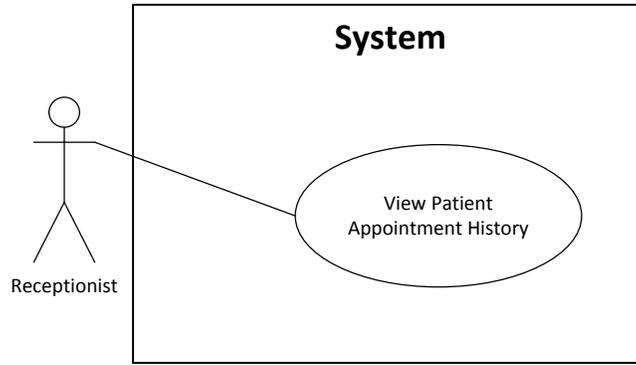 System
View Patient
Appointment History
Receptionist